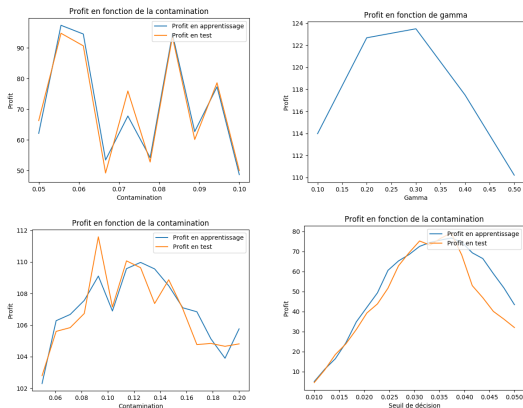 Profit en fonction de la contamination
Profit en apprentissage
Profit en test
Profit
90
80
70
60
50
0.05 0.06 0.07 0.08 0.09 0.10
Contamination
Profit en fonction de gamma
Profit
124
122
120
118
116
114
112
110
0.10 0.15 0.20 0.25 0.30 0.35 0.40 0.45 0.50
Gamma
Profit en fonction de la contamination
Profit en apprentissage
Profit en test
Profit
112
110
108
106
104
102
0.06 0.08 0.10 0.12 0.14 0.16 0.18 0.20
Contamination
Profit en fonction de la contamination
Profit en apprentissage
Profit en test
Profit
80
70
60
50
40
30
20
10
0.010 0.015 0.020 0.025 0.030 0.035 0.040 0.045 0.050
Seuil de décision